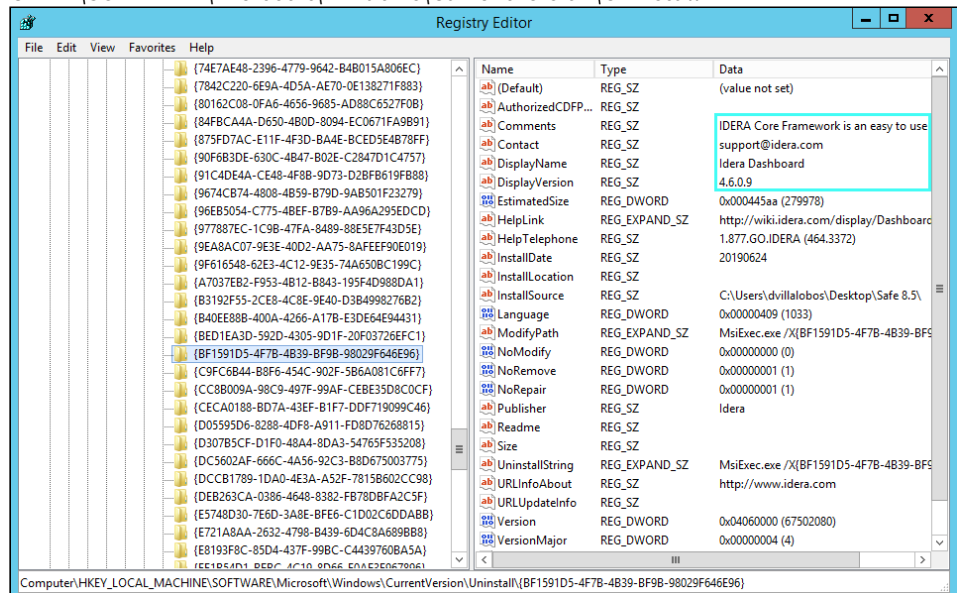 Registry Editor
File Edit View Favorites Help
{74E7AE48-2396-4779-9642-B4B015A806EC}
{7842C220-6E9A-4D5A-AE70-0E138271F883}
{80162C08-0FA6-4656-9685-AD88C6527F0B}
{84FBCA4A-D650-4B0D-8094-EC0671FA9B91}
{875FD7AC-E11F-4F3D-BA4E-BCED5E4B78FF}
{90F6B3DE-630C-4B47-B02E-C2847D1C4757}
{91C4DE4A-CE48-4F8B-9D73-D2BFB619FB88}
{9674CB74-4808-4B59-B79D-9AB501F23279}
{96EB5054-C775-4BEF-B7B9-AA96A295EDCD}
{977887EC-1C9B-47FA-8489-88E5E7F43D5E}
{9EA8AC07-9E3E-40D2-AA75-8AFEEF90E019}
{9F616548-62E3-4C12-9E35-74A650BC199C}
{A7037EB2-F953-4B12-B843-195F4D988DA1}
{B3192F55-2CE8-4C8E-9E40-D3B4998276B2}
{B40EE88B-400A-4266-A17B-E3DE64E94431}
{BED1EA3D-592D-4305-9D1F-20F03726EFC1}
{BF1591D5-4F7B-4B39-BF9B-98029F646E96}
{C9FC6B44-B8F6-454C-902F-5B6A081C6FF7}
{CC8B009A-98C9-497F-99AF-CEBE35D8C0CF}
{CECA0188-BD7A-43EF-B1F7-DDF719099C46}
{D05595D6-8288-4DF8-A911-FD8D76268815}
{D307B5CF-D1F0-48A4-8DA3-54765F535208}
{DC5602AF-666C-4A56-92C3-B8D675003775}
{DCCB1789-1DA0-4E3A-A52F-7815B602CC98}
{DEB263CA-0386-4648-8382-FB78DBFA2C5F}
{E5748D30-7E6D-3A8E-BFE6-C1D02C6DDABB}
{E721A8AA-2632-4798-B439-6D4C8A689BB8}
{E8193F8C-85D4-437F-99BC-C4439760BA5A}
Name Type Data
(Default) REG_SZ (value not set)
AuthorizedCDFP... REG_SZ
Comments REG_SZ IDERA Core Framework is an easy to use
Contact REG_SZ support@idera.com
DisplayName REG_SZ Idera Dashboard
DisplayVersion REG_SZ 4.6.0.9
EstimatedSize REG_DWORD 0x000445aa (279978)
HelpLink REG_EXPAND_SZ http://wiki.idera.com/display/Dashboard
HelpTelephone REG_SZ 1.877.GO.IDERA (464.3372)
InstallDate REG_SZ 20190624
InstallLocation REG_SZ
InstallSource REG_SZ C:\Users\dvillalobos\Desktop\Safe 8.5\
Language REG_DWORD 0x00000409 (1033)
ModifyPath REG_EXPAND_SZ MsiExec.exe /X{BF1591D5-4F7B-4B39-BF9
NoModify REG_DWORD 0x00000000 (0)
NoRemove REG_DWORD 0x00000001 (1)
NoRepair REG_DWORD 0x00000001 (1)
Publisher REG_SZ Idera
Readme REG_SZ
Size REG_SZ
UninstallString REG_EXPAND_SZ MsiExec.exe /X{BF1591D5-4F7B-4B39-BF9
URLInfoAbout REG_SZ http://www.idera.com
URLUpdateInfo REG_SZ
Version REG_DWORD 0x04060000 (67502080)
VersionMajor REG_DWORD 0x00000004 (4)
Computer\HKEY_LOCAL_MACHINE\SOFTWARE\Microsoft\Windows\CurrentVersion\Uninstall\{BF1591D5-4F7B-4B39-BF9B-98029F646E96}